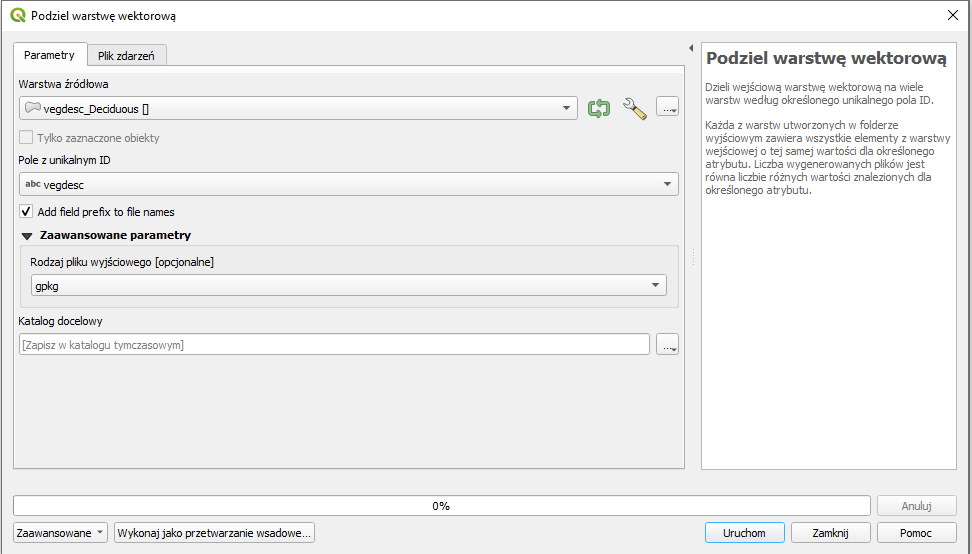 Podziel warstwę wektorową
Parametry
Plik zdarzeń
Warstwa źródłowa
vegdesc_Deciduous []
...
Tylko zaznaczone obiekty
Pole z unikalnym ID
abc vegdesc
Add field prefix to file names
Zaawansowane parametry
Rodzaj pliku wyjściowego [opcjonalne]
gpkg
Katalog docelowy
[Zapisz w katalogu tymczasowym]
...
Podziel warstwę wektorową
Dzieli wejściową warstwę wektorową na wiele
warstw według określonego unikalnego pola ID.
Każda z warstw utworzonych w folderze
wyjściowym zawiera wszystkie elementy z warstwy
wejściowej o tej samej wartości dla określonego
atrybutu. Liczba wygenerowanych plików jest
równa liczbie różnych wartości znalezionych dla
określonego atrybutu.
0%
Anuluj
Zaawansowane
Wykonaj jako przetwarzanie wsadowe...
Uruchom
Zamknij
Pomoc